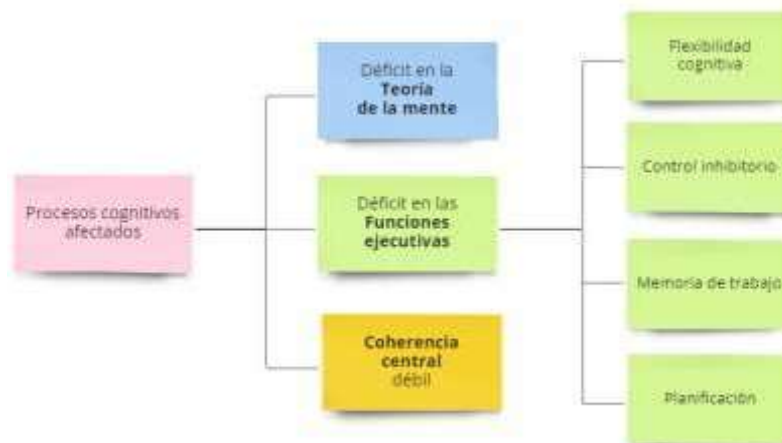 Procesos cognitivos
afectados
Déficit en la
Teoría
de la mente
Déficit en las
Funciones
ejecutivas
Coherencia
central
débil
Flexibilidad
cognitiva
Control inhibitorio
Memoria de trabajo
Planificación